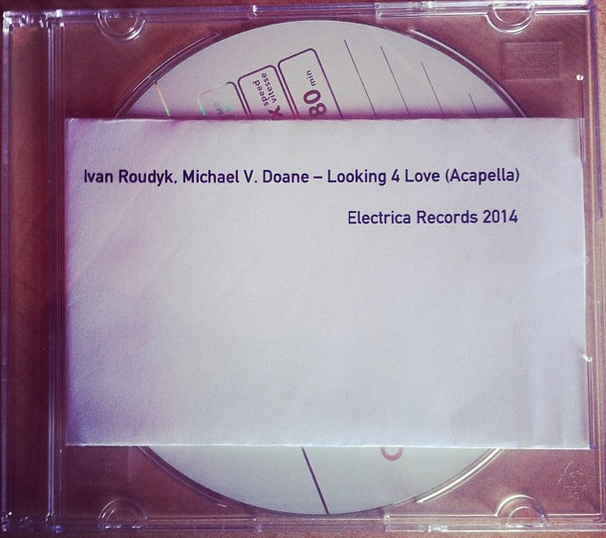 80 min
speed
vitesse
Ivan Roudyk, Michael V. Doane – Looking 4 Love (Acapella)
Electrica Records 2014